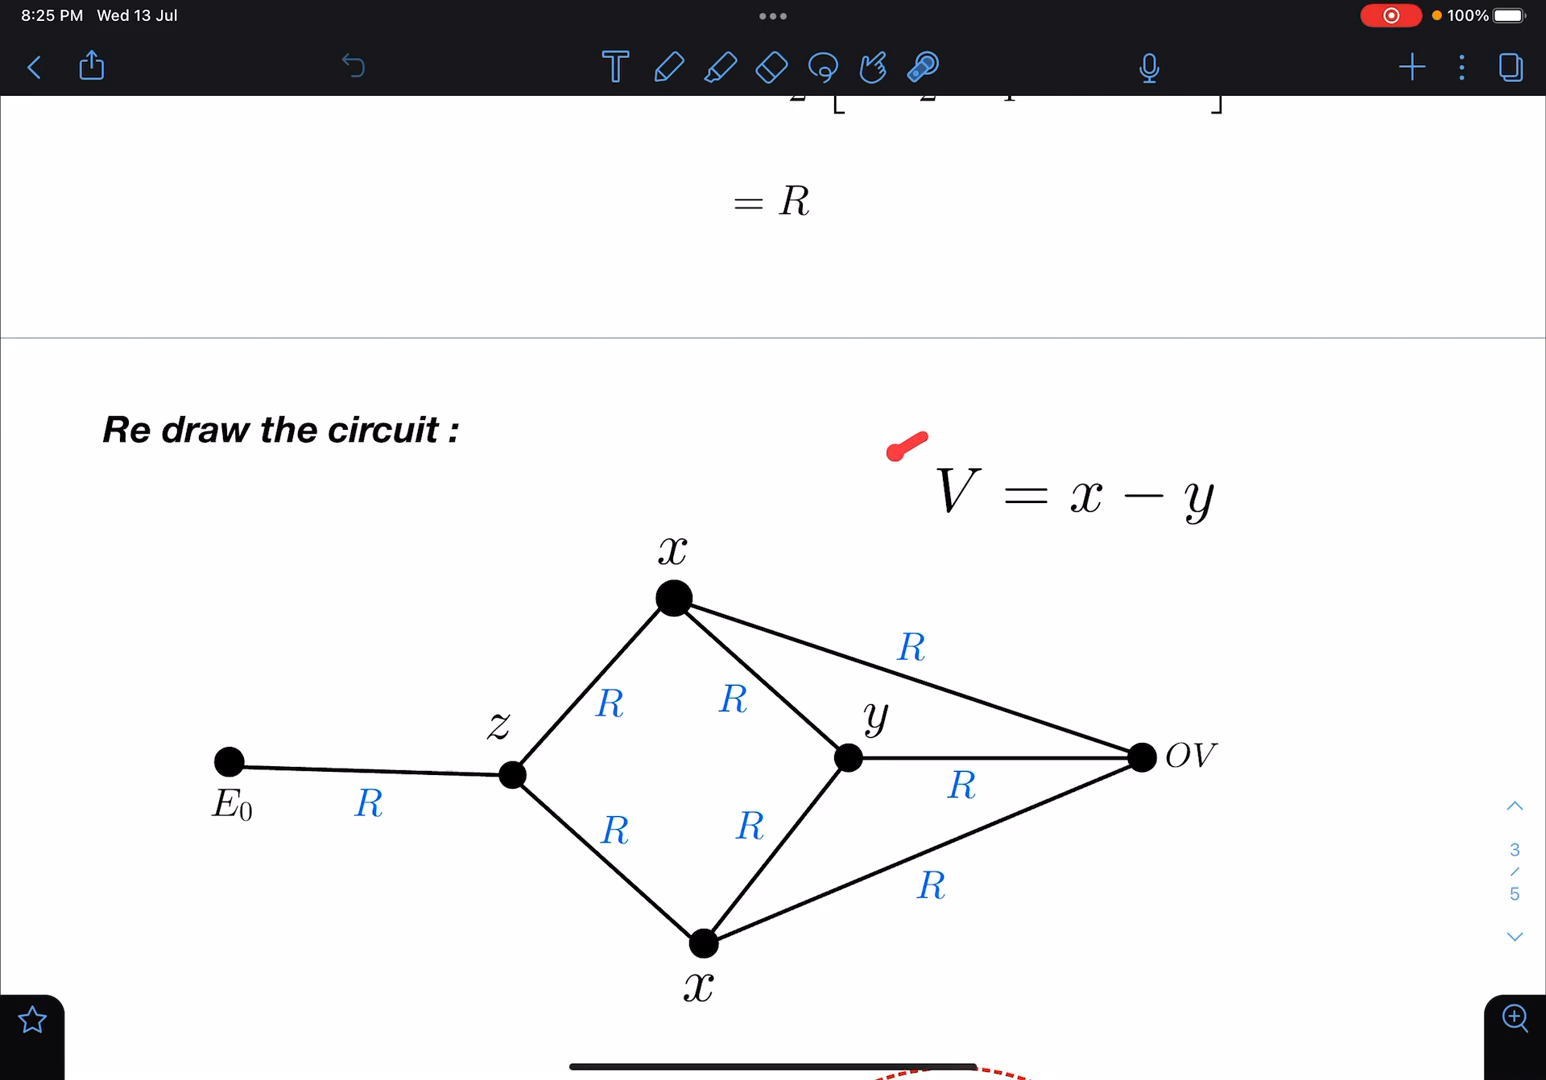 8:25 PM Wed 13 Jul
100%
= R
Re draw the circuit :
V = x − y
x
R
R
R
z
y
OV
E₀
R
R
R
R
R
x
3
/
5